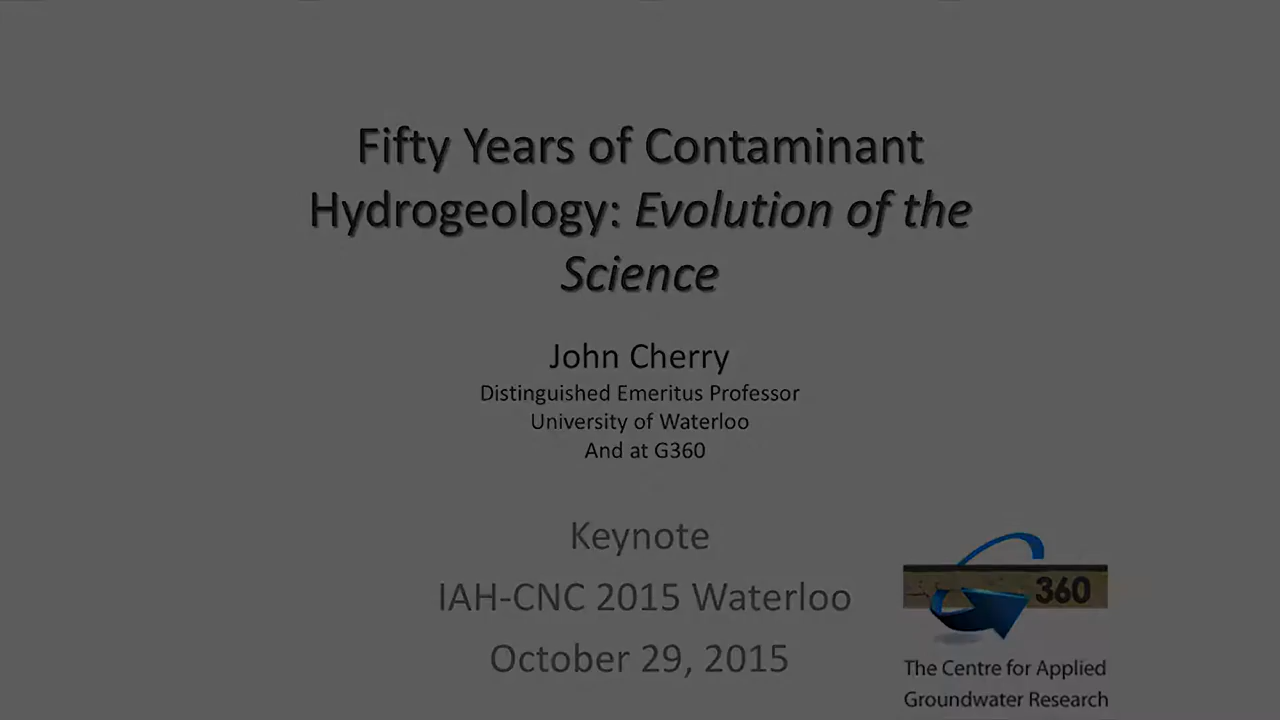 Fifty Years of Contaminant
Hydrogeology: Evolution of the
Science
John Cherry
Distinguished Emeritus Professor
University of Waterloo
And at G360
Keynote
IAH-CNC 2015 Waterloo
October 29, 2015
360
The Centre for Applied
Groundwater Research